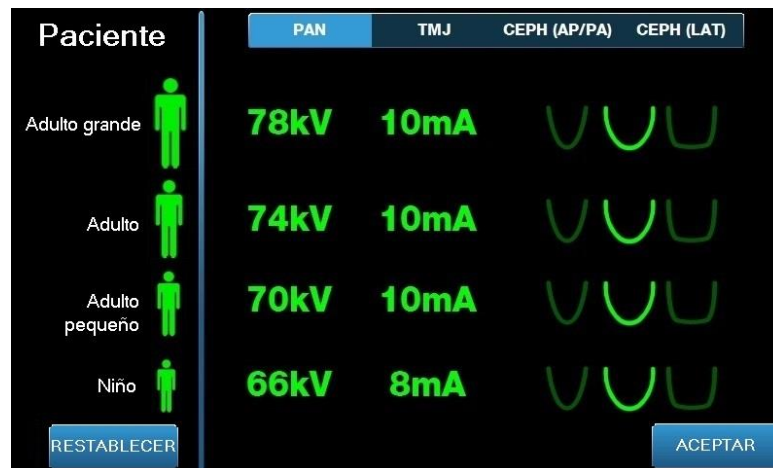 Paciente
PAN TMJ CEPH (AP/PA) CEPH (LAT)
Adulto grande 78kV 10mA
Adulto 74kV 10mA
Adulto
pequeño 70kV 10mA
Niño 66kV 8mA
RESTABLECER ACEPTAR